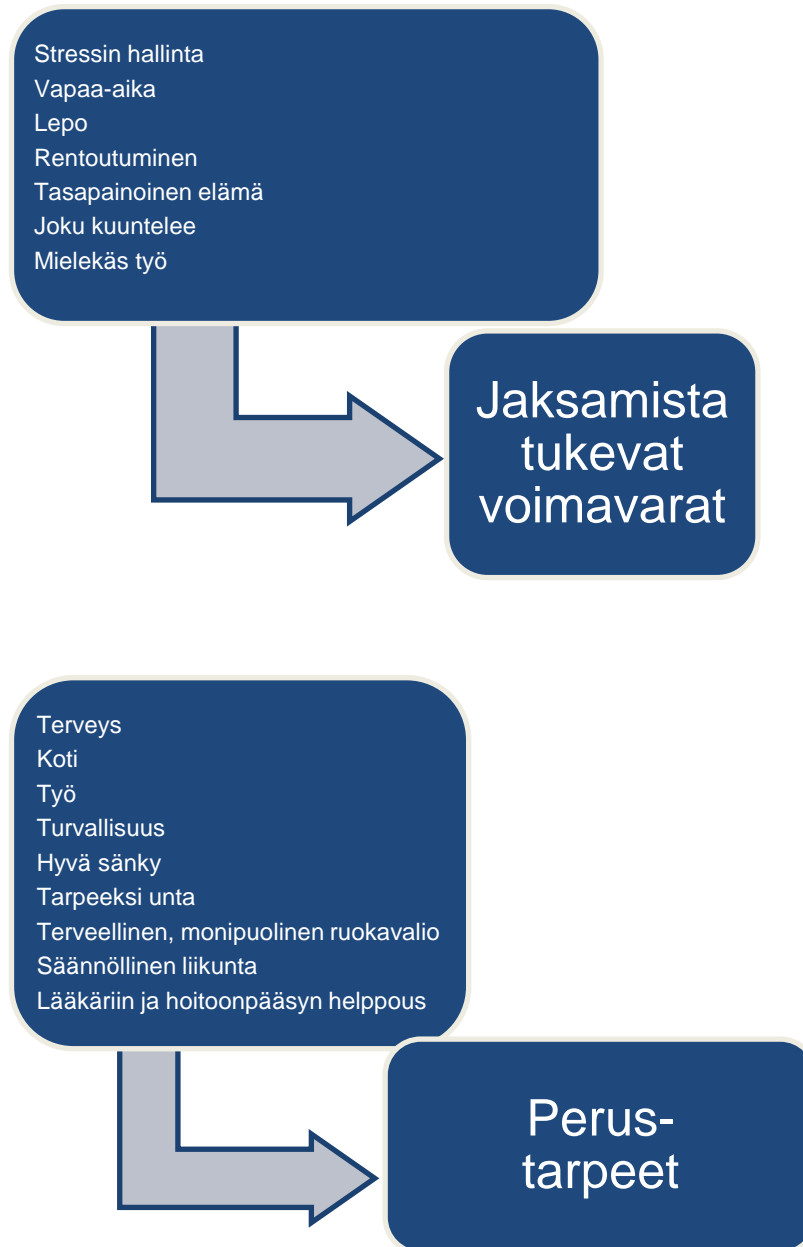 Stressin hallinta
Vapaa-aika
Lepo
Rentoutuminen
Tasapainoinen elämä
Joku kuuntelee
Mielekäs työ
Jaksamista
tukevat
voimavarat
Terveys
Koti
Työ
Turvallisuus
Hyvä sänky
Tarpeeksi unta
Terveellinen, monipuolinen ruokavalio
Säännöllinen liikunta
Lääkäriin ja hoitoonpääsyn helppous
Perus-
tarpeet